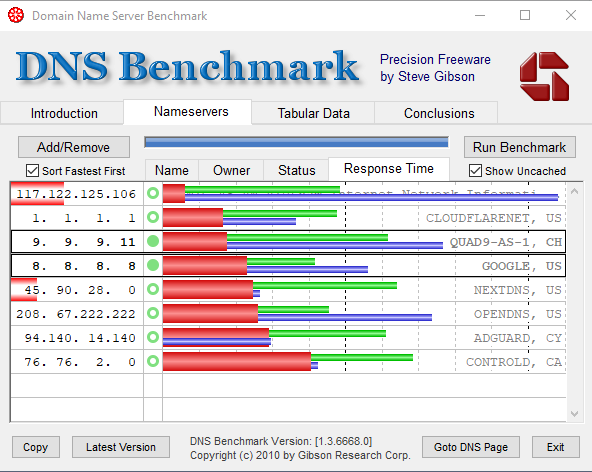 Domain Name Server Benchmark
DNS Benchmark
Precision Freeware
by Steve Gibson
Introduction Nameservers Tabular Data Conclusions
Add/Remove Run Benchmark
Sort Fastest First Name Owner Status Response Time Show Uncached
117.122.125.106 Internet Network Informati
1. 1. 1. 1 CLOUDFLARENET, US
9. 9. 9. 11 QUAD9-AS-1, CH
8. 8. 8. 8 GOOGLE, US
45. 90. 28. 0 NEXTDNS, US
208. 67.222.222 OPENDNS, US
94.140. 14.140 ADGUARD, CY
76. 76. 2. 0 CONTROLD, CA
Copy Latest Version DNS Benchmark Version: [1.3.6668.0] Goto DNS Page Exit
Copyright (c) 2010 by Gibson Research Corp.